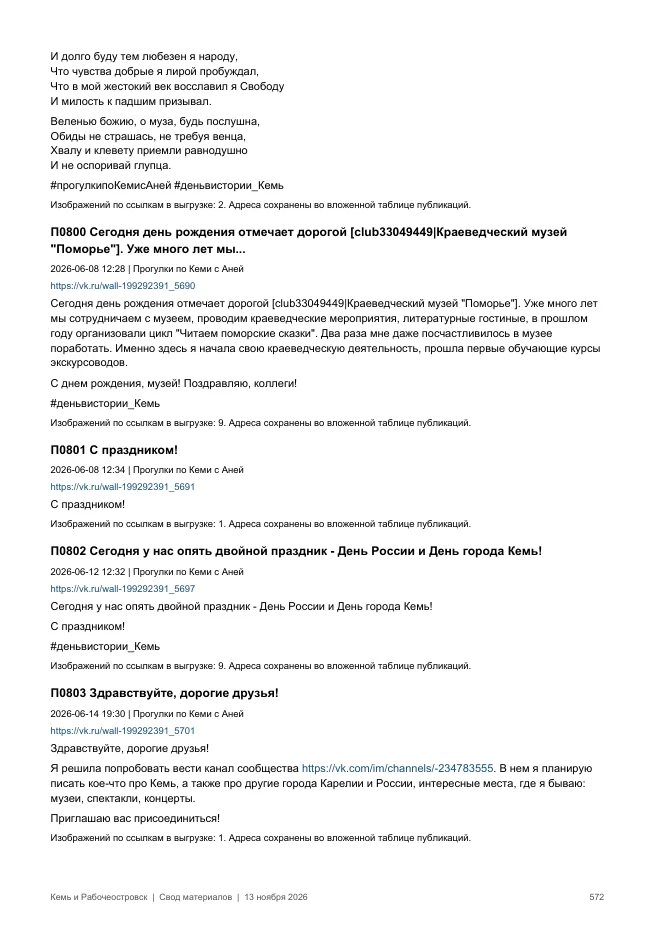 И долго буду тем любезен я народу,
Что чувства добрые я лирой пробуждал,
Что в мой жестокий век восславил я Свободу
И милость к падшим призывал.
Веленью божию, о муза, будь послушна,
Обиды не страшась, не требуя венца,
Хвалу и клевету приемли равнодушно
И не оспоривай глупца.
#прогулкипоКемисАней #деньвистории_Кемь
Изображений по ссылкам в выгрузке: 2. Адреса сохранены во вложенной таблице публикаций.
П0800 Сегодня день рождения отмечает дорогой [club33049449|Краеведческий музей
"Поморье"]. Уже много лет мы...
2026-06-08 12:28 | Прогулки по Кеми с Аней
https://vk.ru/wall-199292391_5690
Сегодня день рождения отмечает дорогой [club33049449|Краеведческий музей "Поморье"]. Уже много лет
мы сотрудничаем с музеем, проводим краеведческие мероприятия, литературные гостиные, в прошлом
году организовали цикл "Читаем поморские сказки". Два раза мне даже посчастливилось в музее
поработать. Именно здесь я начала свою краеведческую деятельность, прошла первые обучающие курсы
экскурсоводов.
С днем рождения, музей! Поздравляю, коллеги!
#деньвистории_Кемь
Изображений по ссылкам в выгрузке: 9. Адреса сохранены во вложенной таблице публикаций.
П0801 С праздником!
2026-06-08 12:34 | Прогулки по Кеми с Аней
https://vk.ru/wall-199292391_5691
С праздником!
Изображений по ссылкам в выгрузке: 1. Адреса сохранены во вложенной таблице публикаций.
П0802 Сегодня у нас опять двойной праздник - День России и День города Кемь!
2026-06-12 12:32 | Прогулки по Кеми с Аней
https://vk.ru/wall-199292391_5697
Сегодня у нас опять двойной праздник - День России и День города Кемь!
С праздником!
#деньвистории_Кемь
Изображений по ссылкам в выгрузке: 9. Адреса сохранены во вложенной таблице публикаций.
П0803 Здравствуйте, дорогие друзья!
2026-06-14 19:30 | Прогулки по Кеми с Аней
https://vk.ru/wall-199292391_5701
Здравствуйте, дорогие друзья!
Я решила попробовать вести канал сообщества https://vk.com/im/channels/-234783555. В нем я планирую
писать кое-что про Кемь, а также про другие города Карелии и России, интересные места, где я бываю:
музеи, спектакли, концерты.
Приглашаю вас присоединиться!
Изображений по ссылкам в выгрузке: 1. Адреса сохранены во вложенной таблице публикаций.
Кемь и Рабочеостровск | Свод материалов | 13 ноября 2026
572